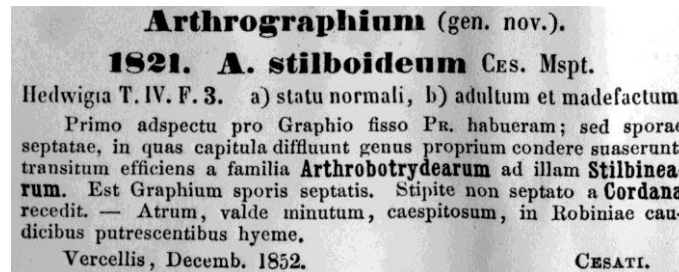 Arthrographium (gen. nov.).
1821. A. stilboideum CES. Mspt.
Hedwigia T. IV. F. 3. a) statu normali, b) adultum et madefactum
Primo adspectu pro Graphio fisso PR. habueram; sed sporae
septatae, in quas capitula diffluunt genus proprium condere suaserunt
transitum efficiens a familia Arthrobotrydearum ad illam Stilbinea-
rum. Est Graphium sporis septatis. Stipite non septato a Cordana
recedit. — Atrum, valde minutum, caespitosum, in Robiniae cau-
dicibus putrescentibus hyeme.
Vercellis, Decemb. 1852. CESATI.